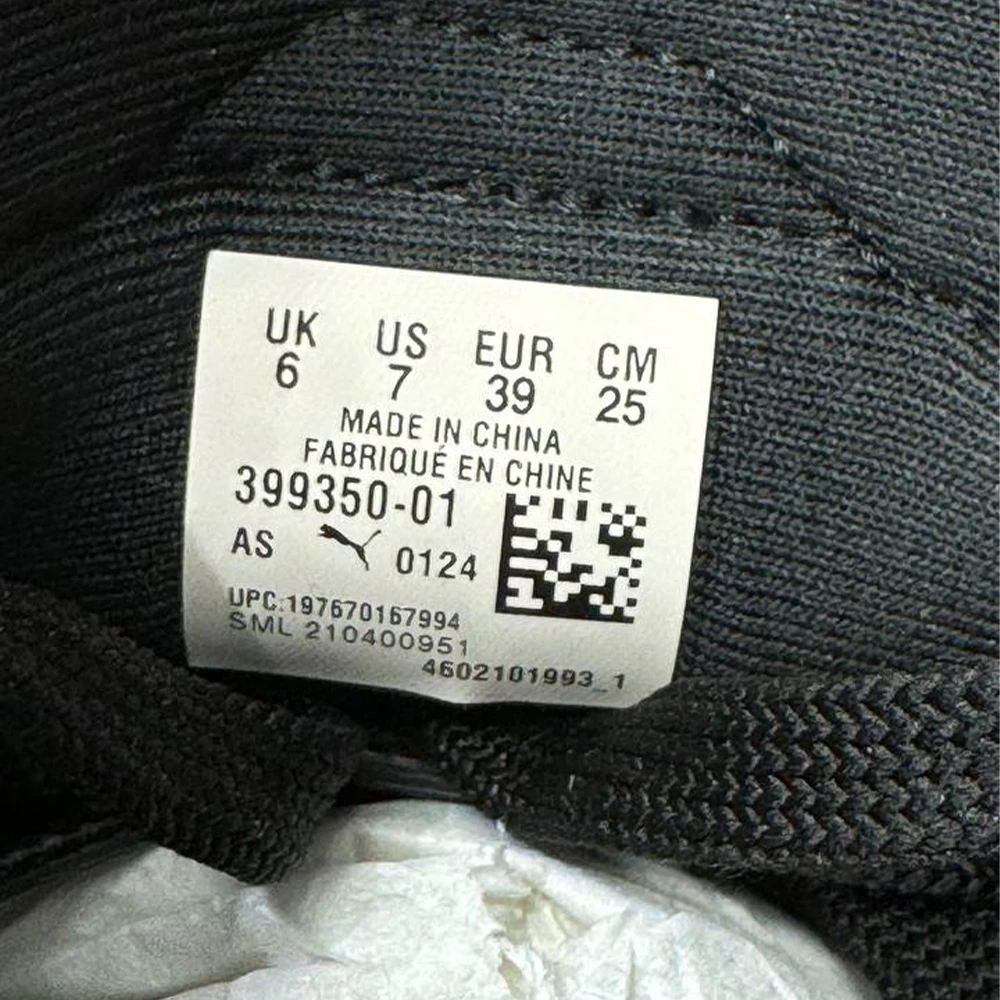 UK US EUR CM
6 7 39 25
MADE IN CHINA
FABRIQUÉ EN CHINE
399350-01
AS 0124
UPC:197670167994
SML 210400951
4602101993_1